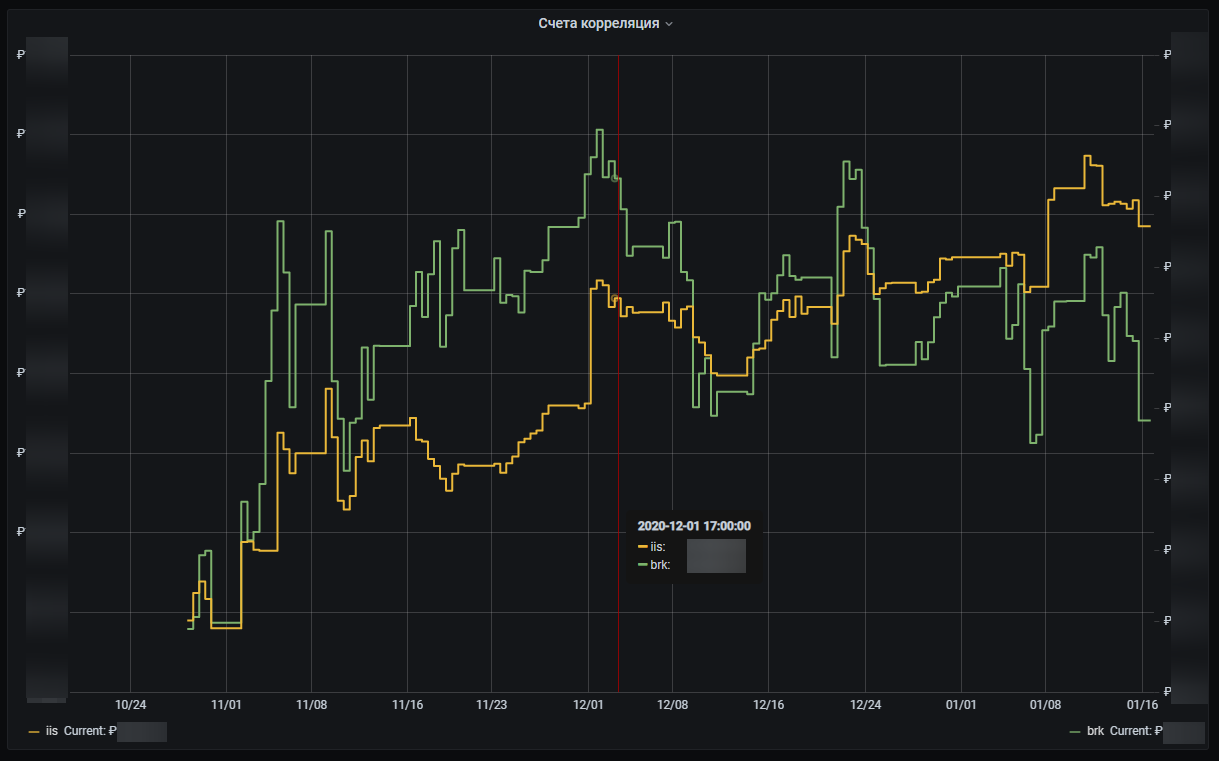 Счета корреляция
₽ ₽
₽ ₽
₽ ₽
₽ ₽
₽ ₽
₽ ₽
₽ ₽
₽
₽
₽
2020-12-01 17:00:00
iis:
brk:
10/24 11/01 11/08 11/16 11/23 12/01 12/08 12/16 12/24 01/01 01/08 01/16
iis Current: ₽ brk Current: ₽